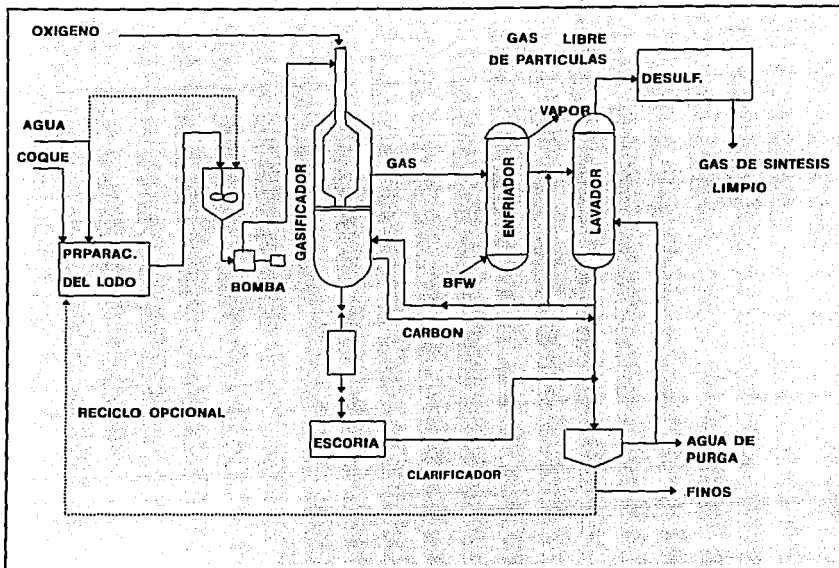 OXIGENO
GAS LIBRE
DE PARTICULAS
DESULF.
VAPOR
AGUA
COQUE
GAS
GASIFICADOR
ENFRIADOR
LAVADOR
GAS DE SINTESIS
LIMPIO
PRPARAC.
DEL LODO
BOMBA
BFW
CARBON
RECICLO OPCIONAL
ESCORIA
CLARIFICADOR
AGUA DE
PURGA
FINOS